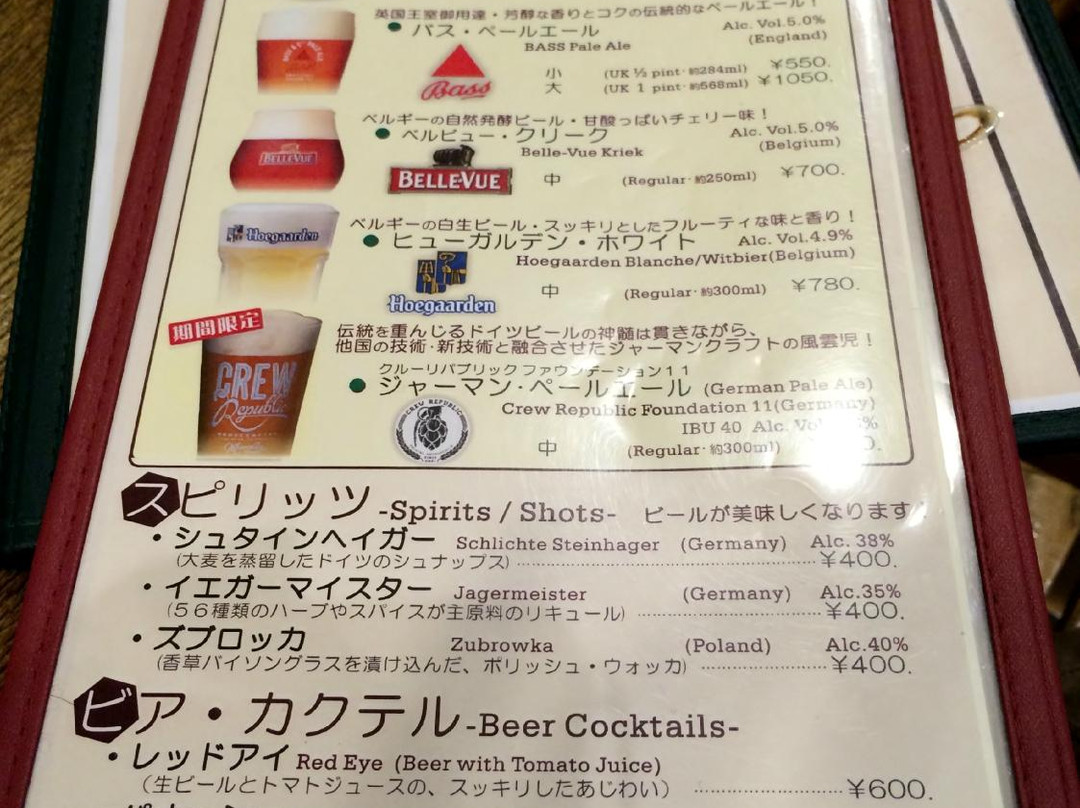 英国王室御用達・芳醇な香りとコクの伝統的なペールエール！
バス・ペールエール Alc. Vol.5.0%
BASS Pale Ale (England)
Bass
小 (UK ½ pint・約284ml) ¥550.
大 (UK 1 pint・約568ml) ¥1050.
ベルギーの自然発酵ビール・甘酸っぱいチェリー味！
BELLE-VUE
ベルビュー・クリーク Alc. Vol.5.0%
Belle-Vue Kriek (Belgium)
BELLE-VUE 中 (Regular・約250ml) ¥700.
ベルギーの白生ビール・スッキリとしたフルーティな味と香り！
Hoegaarden
ヒューガルデン・ホワイト Alc. Vol.4.9%
Hoegaarden Blanche/Witbier(Belgium)
Hoegaarden 中 (Regular・約300ml) ¥780.
期間限定
伝統を重んじるドイツビールの神髄は貫きながら、
他国の技術・新技術と融合させたジャーマンクラフトの風雲児！
CREW
Republic
クルーリパブリック ファウンデーション１１
ジャーマン・ペールエール (German Pale Ale)
Crew Republic Foundation 11(Germany)
CREW REPUBLIC
IBU 40 Alc. %
中 (Regular・約300ml)
スピリッツ -Spirits / Shots- ビールが美味しくなります
・シュタインヘイガー Schlichte Steinhager (Germany) Alc. 38%
(大麦を蒸留したドイツのシュナップス) ¥400.
・イエガーマイスター Jagermeister (Germany) Alc.35%
(５６種類のハーブやスパイスが主原料のリキュール) ¥400.
・ズブロッカ Zubrowka (Poland) Alc.40%
(香草バイソングラスを漬け込んだ、ポリッシュ・ウォッカ) ¥400.
ビア・カクテル -Beer Cocktails-
・レッドアイ Red Eye (Beer with Tomato Juice)
(生ビールとトマトジュースの、スッキリしたあじわい) ¥600.